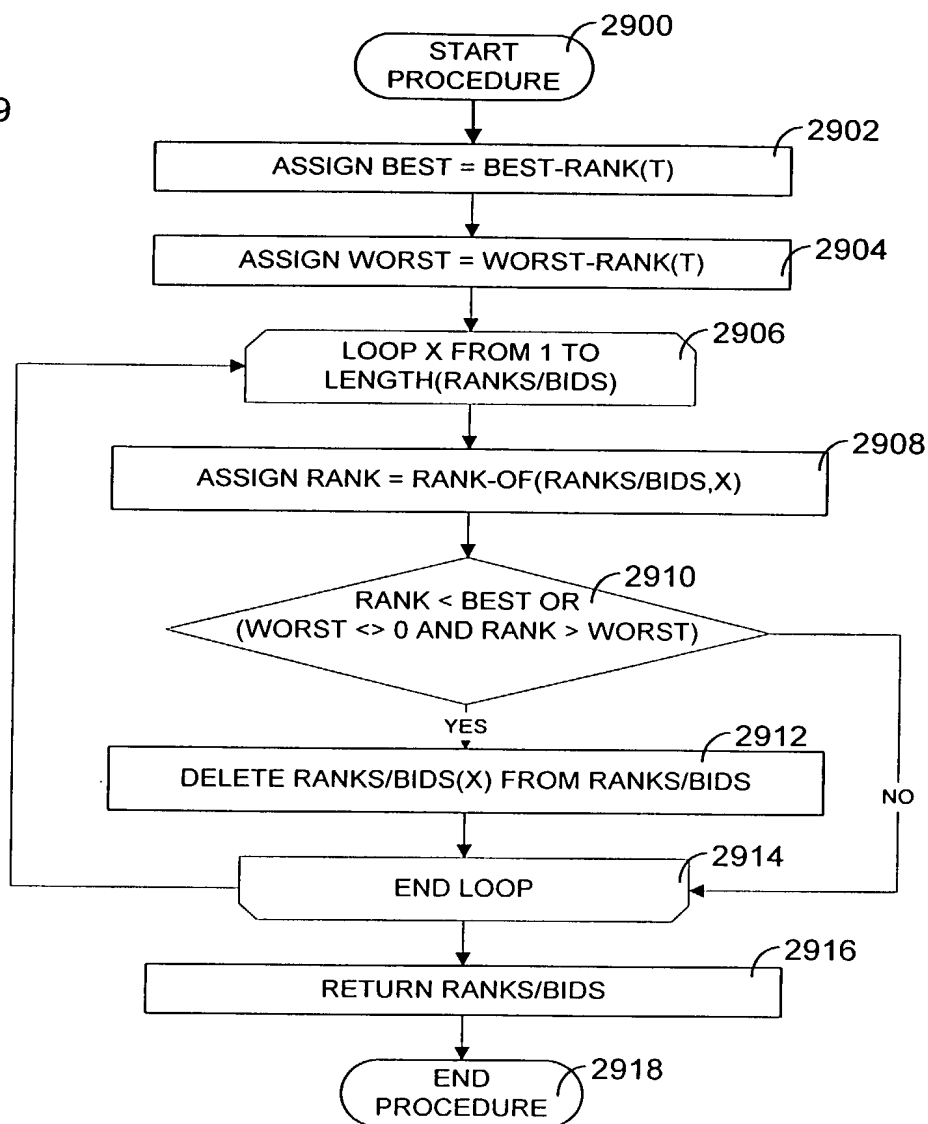 2900
START
PROCEDURE
9
2902
ASSIGN BEST = BEST-RANK(T)
2904
ASSIGN WORST = WORST-RANK(T)
2906
LOOP X FROM 1 TO
LENGTH(RANKS/BIDS)
2908
ASSIGN RANK = RANK-OF(RANKS/BIDS,X)
2910
RANK < BEST OR
(WORST <> 0 AND RANK > WORST)
YES
2912
DELETE RANKS/BIDS(X) FROM RANKS/BIDS
NO
2914
END LOOP
2916
RETURN RANKS/BIDS
2918
END
PROCEDURE